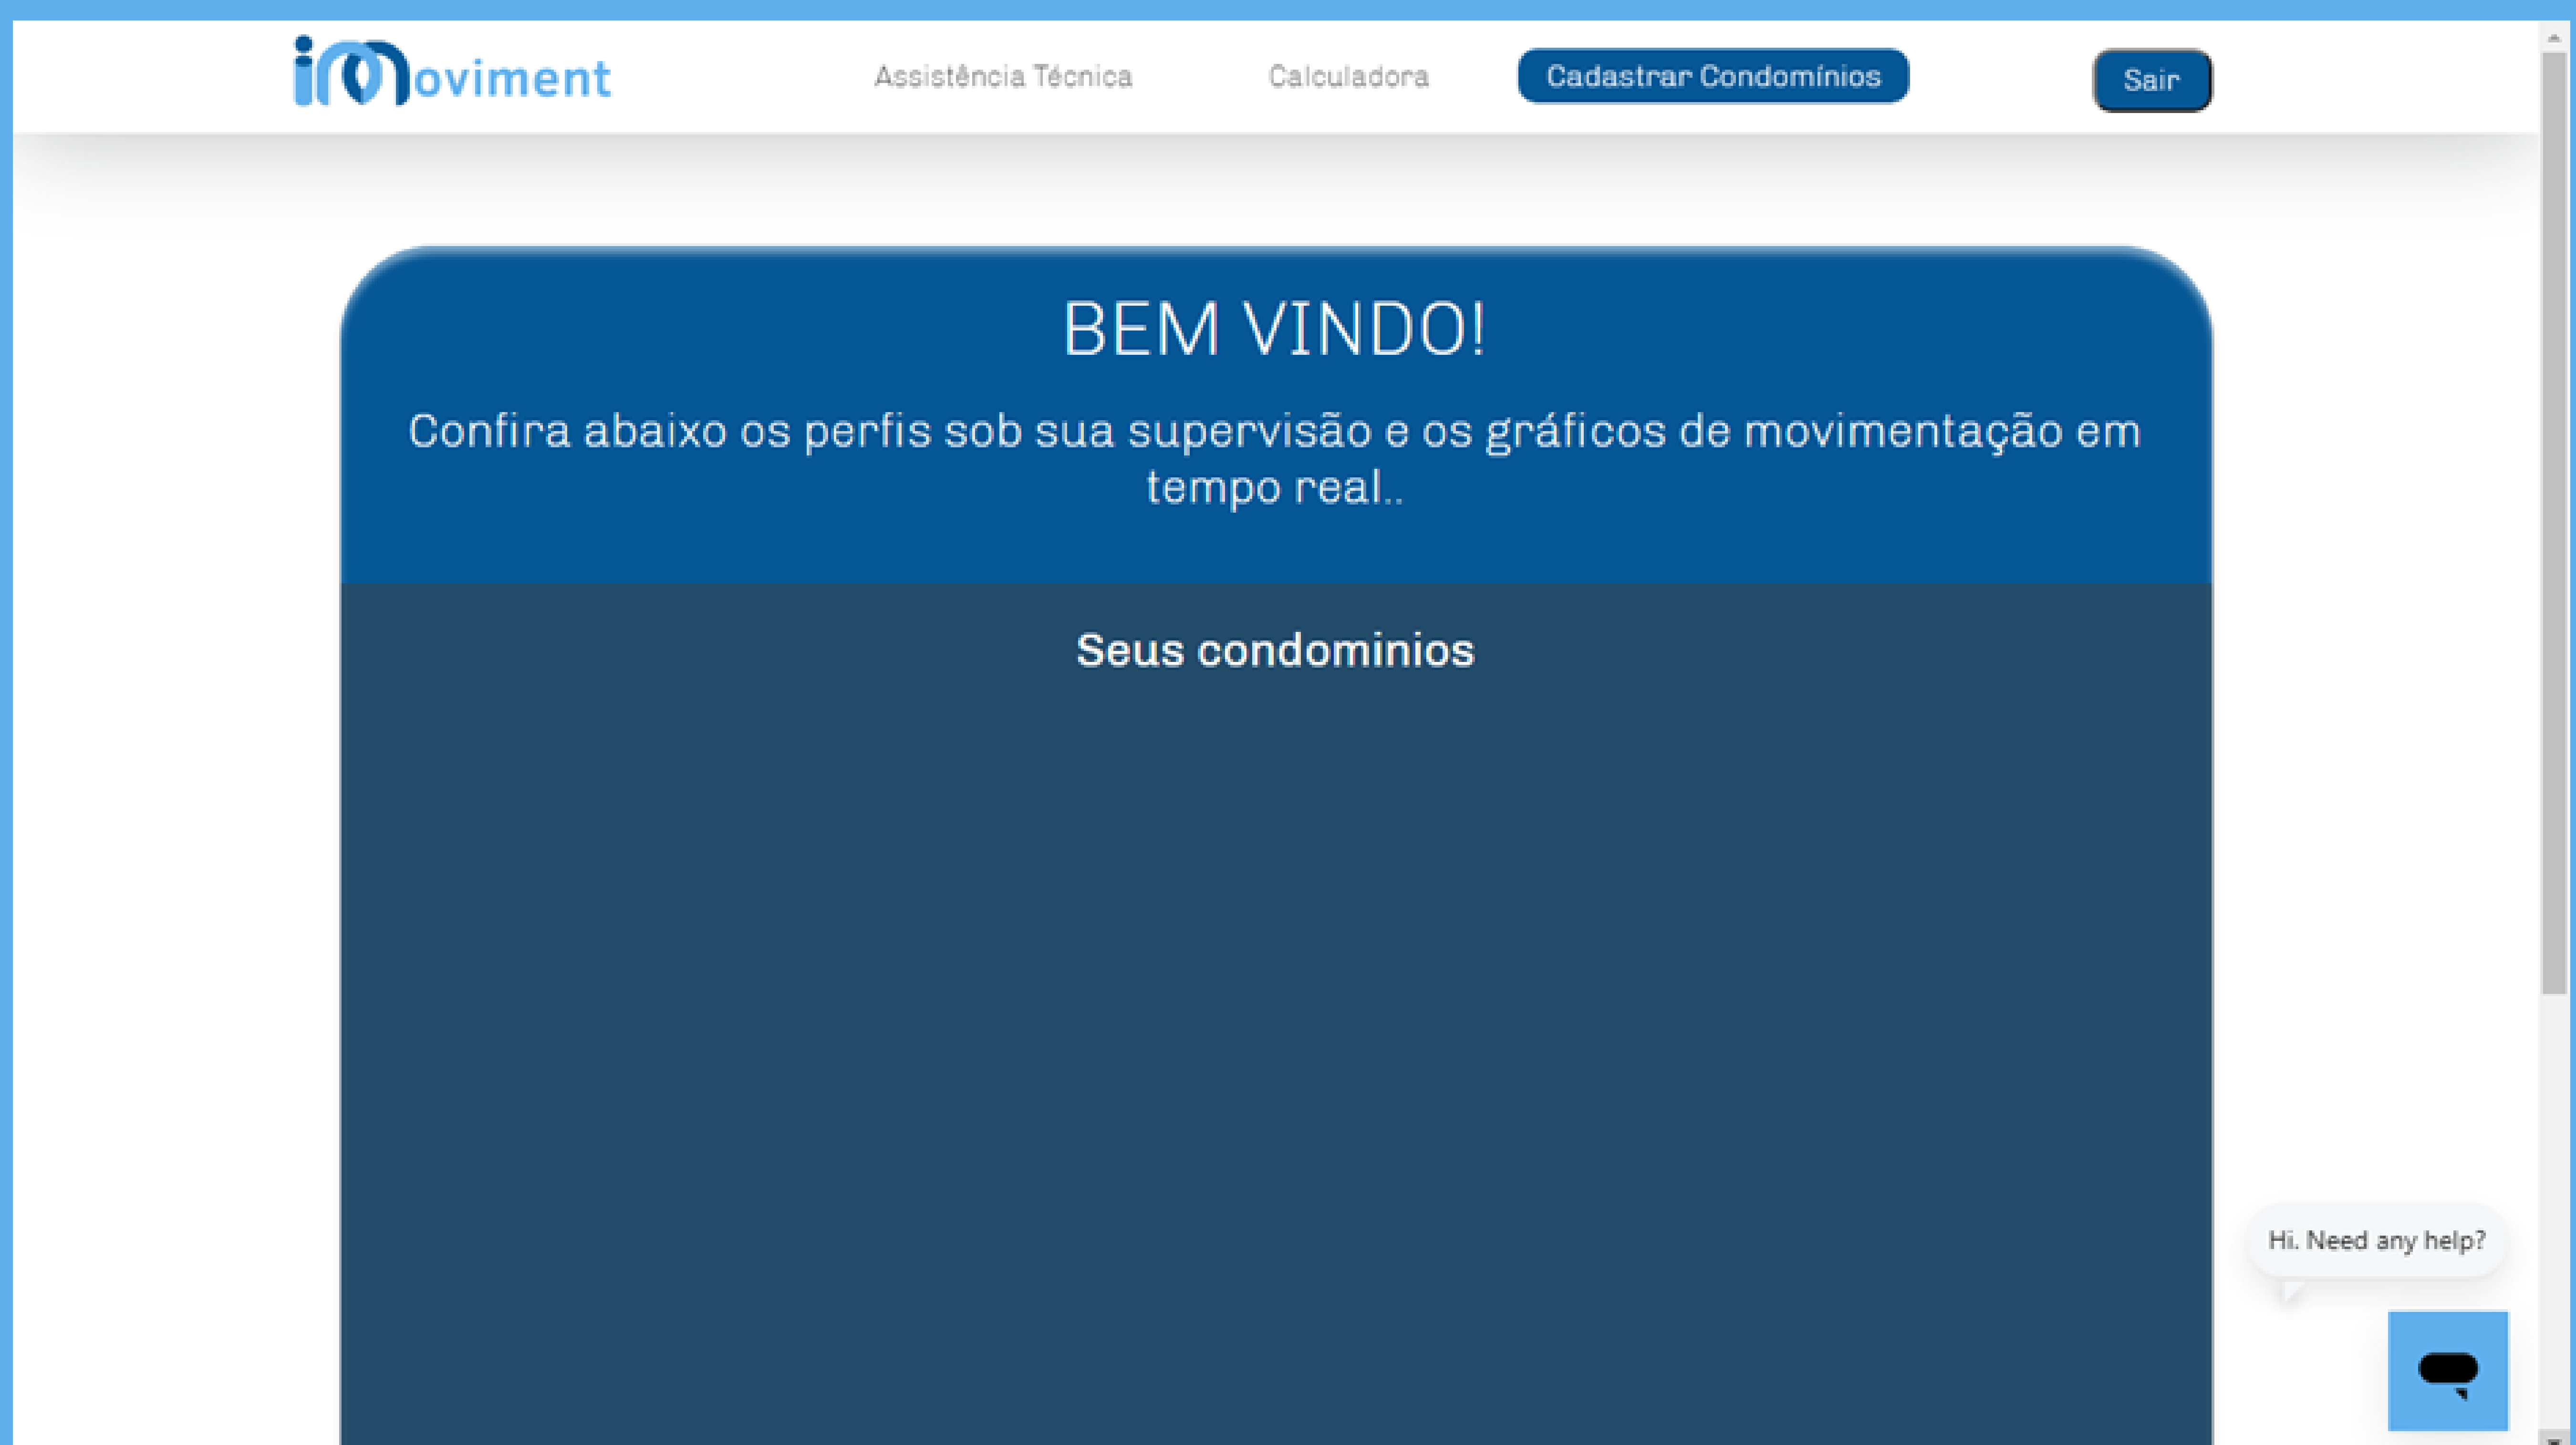 imoviment
Assistência Técnica
Calculadora
Cadastrar Condomínios
Sair
BEM VINDO!
Confira abaixo os perfis sob sua supervisão e os gráficos de movimentação em
tempo real..
Seus condominios
Hi. Need any help?